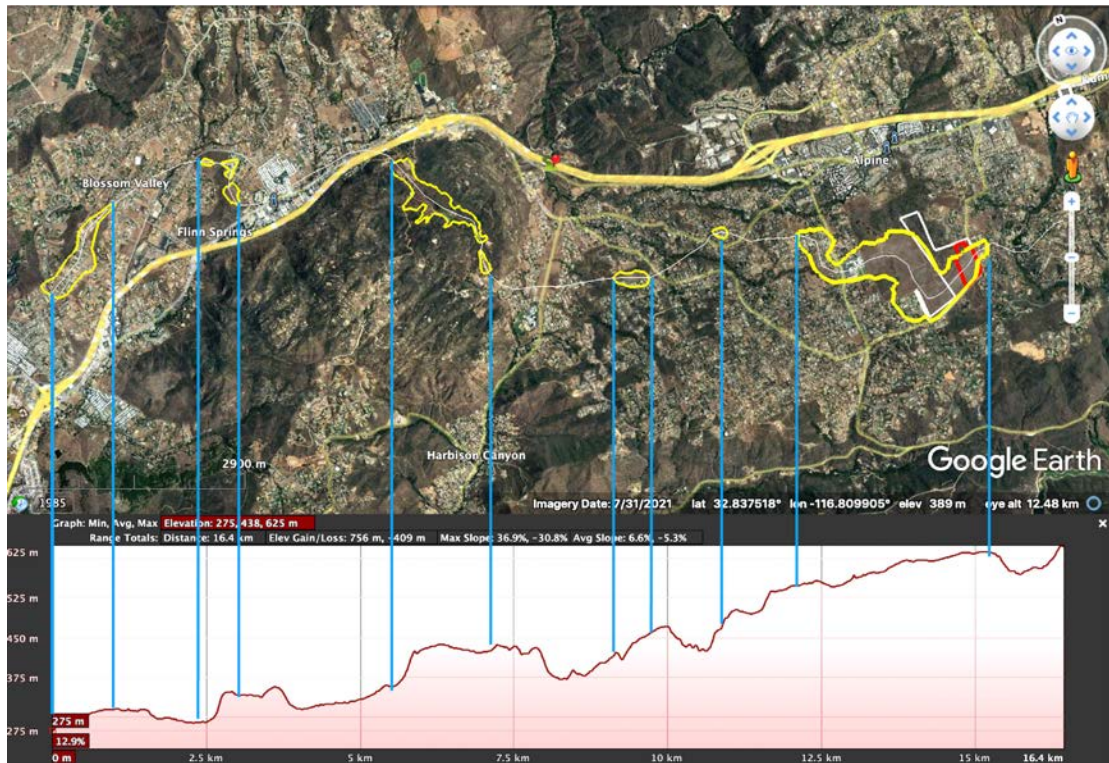 N
Alpine
Blossom Valley
Flinn Springs
Harbison Canyon
2900 m
Google Earth
1985
Imagery Date: 7/31/2021 lat 32.837518° lon -116.809905° elev 389 m eye alt 12.48 km
Graph: Min, Avg, Max Elevation: 275, 438, 625 m
Range Totals: Distance: 16.4 km Elev Gain/Loss: 756 m, -409 m Max Slope: 36.9%, -30.8% Avg Slope: 6.6%, -5.3%
625 m
525 m
450 m
375 m
275 m
275 m
12.9%
0 m 2.5 km 5 km 7.5 km 10 km 12.5 km 15 km 16.4 km